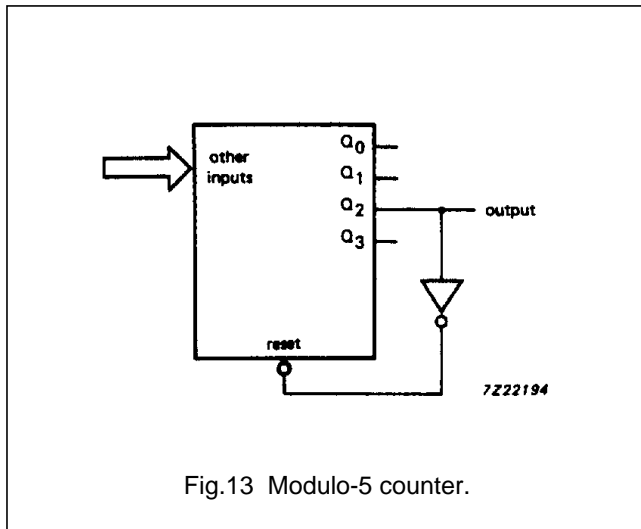 other
inputs
Q0
Q1
Q2
Q3
output
reset
7Z22194
Fig.13 Modulo-5 counter.